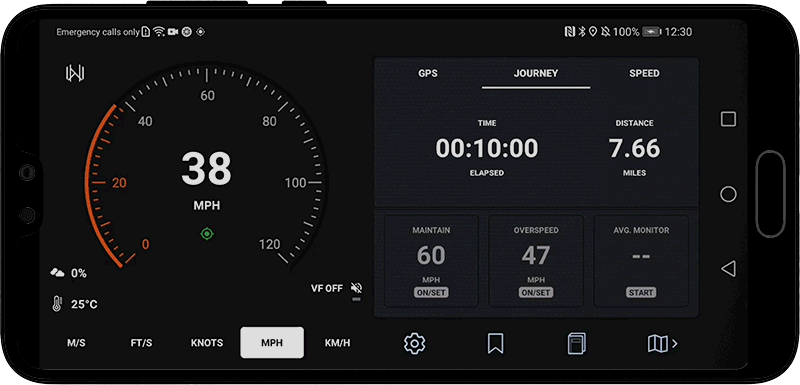 Emergency calls only
100% 12:30
0
20
40
60
80
100
120
38
MPH
0%
25°C
VF OFF
M/S FT/S KNOTS MPH KM/H
GPS JOURNEY SPEED
TIME DISTANCE
00:10:00 7.66
ELAPSED MILES
MAINTAIN OVERSPEED AVG. MONITOR
60 47 --
MPH MPH
ON/SET ON/SET START